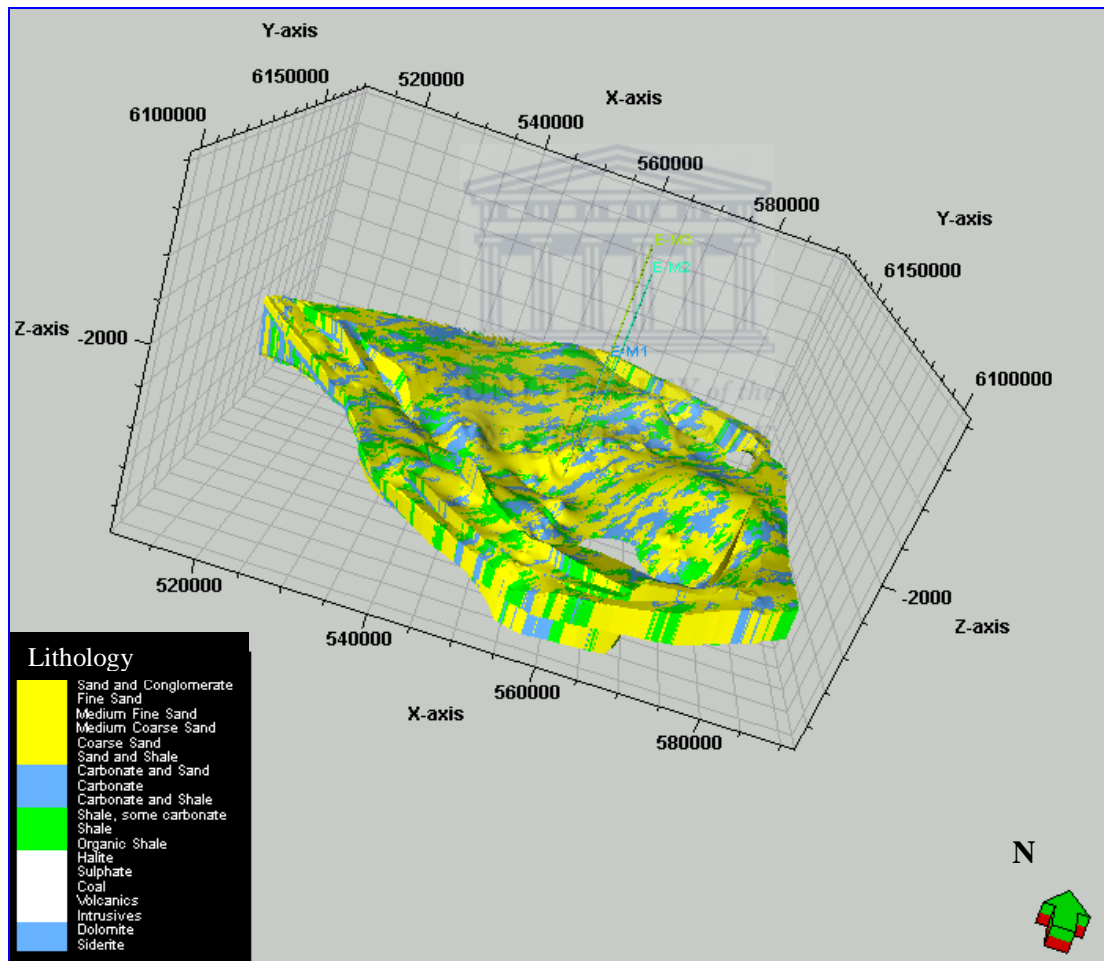 Y-axis
6150000
6100000
520000
X-axis
540000
560000
580000
Y-axis
6150000
6100000
E-M3
E-M2
E-M1
of the
Z-axis
-2000
-2000
Z-axis
520000
540000
560000
580000
X-axis
Lithology
Sand and Conglomerate
Fine Sand
Medium Fine Sand
Medium Coarse Sand
Coarse Sand
Sand and Shale
Carbonate and Sand
Carbonate
Carbonate and Shale
Shale, some carbonate
Shale
Organic Shale
Halite
Sulphate
Coal
Volcanics
Intrusives
Dolomite
Siderite
N